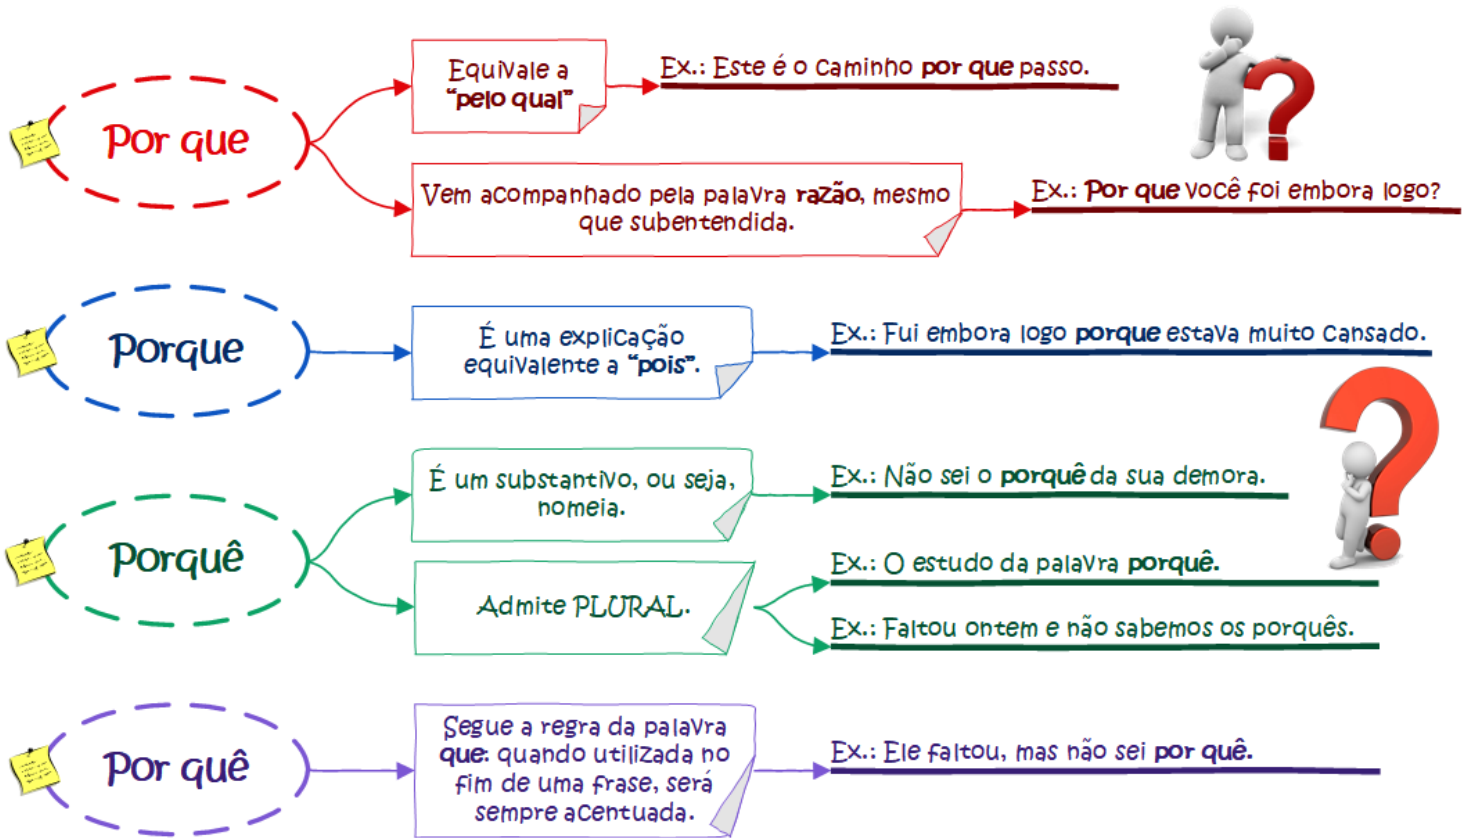 Por que
Equivale a
“pelo qual”
Ex.: Este é o caminho por que passo.
Vem acompanhado pela palavra razão, mesmo
que subentendida.
Ex.: Por que você foi embora logo?
Porque
É uma explicação
equivalente a “pois”.
Ex.: Fui embora logo porque estava muito cansado.
Porquê
É um substantivo, ou seja,
nomeia.
Ex.: Não sei o porquê da sua demora.
Admite PLURAL.
Ex.: O estudo da palavra porquê.
Ex.: Faltou ontem e não sabemos os porquês.
Por quê
Segue a regra da palavra
que: quando utilizada no
fim de uma frase, será
sempre acentuada.
Ex.: Ele faltou, mas não sei por quê.